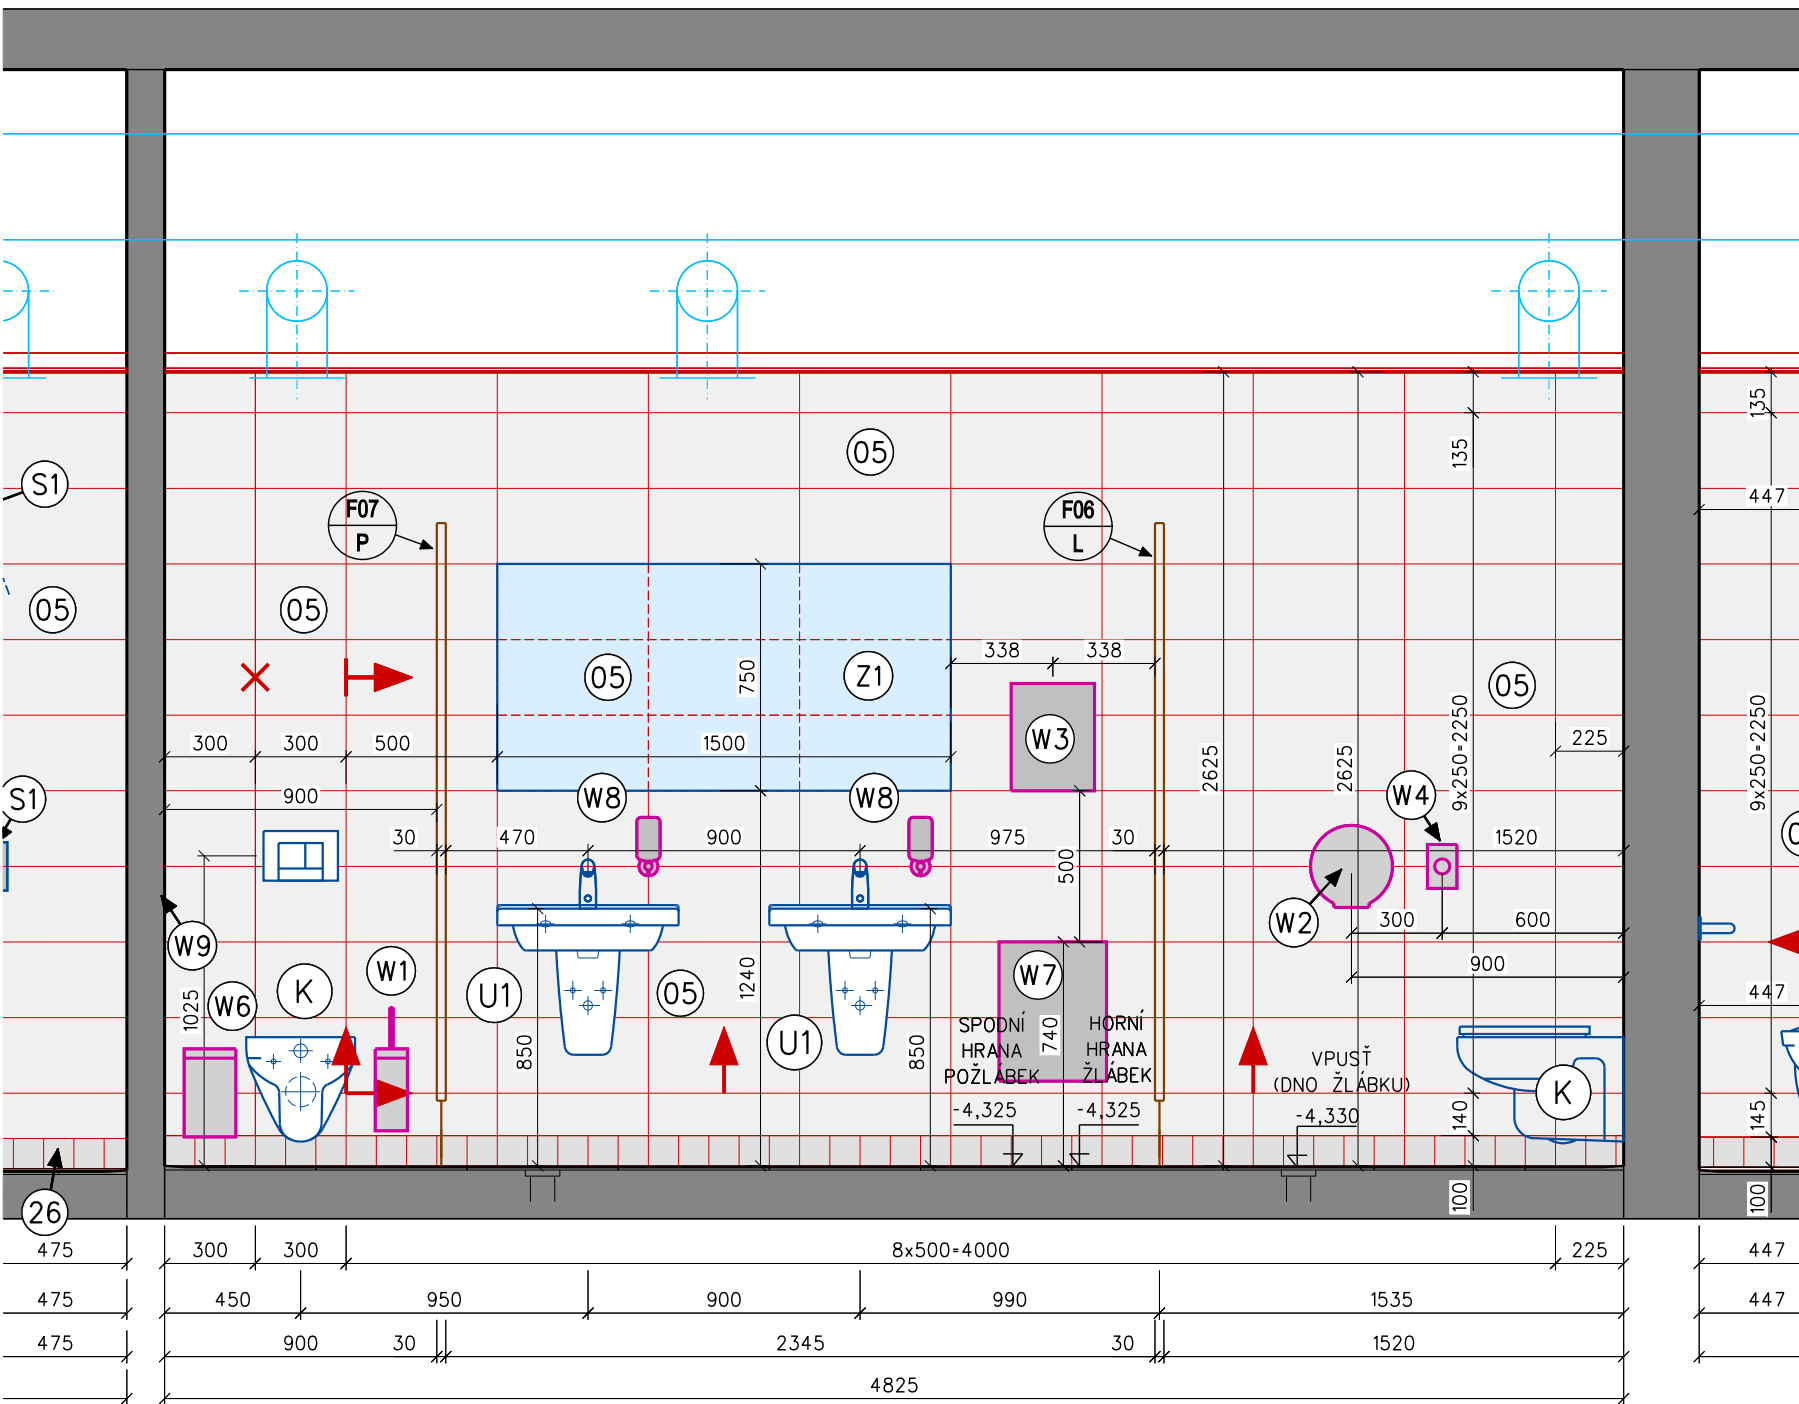 05
S1
F07
P
F06
L
135
135
447
05
05
338
338
05
Z1
750
05
W3
300
300
500
1500
2625
2625
9x250=2250
9x250=2250
225
S1
900
W8
W8
W4
30
470
900
975
30
1520
500
W2
300
600
W9
900
W1
K
W6
U1
05
1240
W7
447
1025
850
U1
850
740
SPODNÍ
HRANA
POŽLÁBEK
HORNÍ
HRANA
ŽLÁBEK
VPUSŤ
(DNO ŽLÁBKU)
K
-4,325
-4,325
-4,330
140
145
26
100
100
475
300
300
8x500=4000
225
447
475
450
950
900
990
1535
447
475
900
30
2345
30
1520
4825